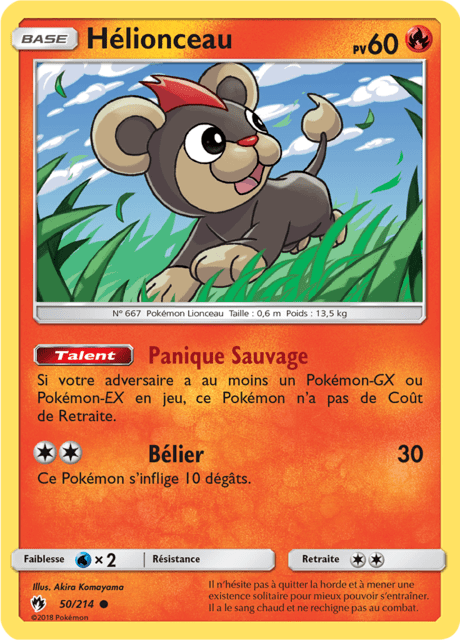 BASE Hélionceau PV 60
N° 667 Pokémon Lionceau Taille : 0,6 m Poids : 13,5 kg
Talent Panique Sauvage
Si votre adversaire a au moins un Pokémon-GX ou
Pokémon-EX en jeu, ce Pokémon n'a pas de Coût
de Retraite.
Bélier 30
Ce Pokémon s'inflige 10 dégâts.
Faiblesse ×2 Résistance Retraite
Illus. Akira Komayama
50/214
©2018 Pokémon
Il n'hésite pas à quitter la horde et à mener une
existence solitaire pour mieux pouvoir s'entraîner.
Il a le sang chaud et ne rechigne pas au combat.